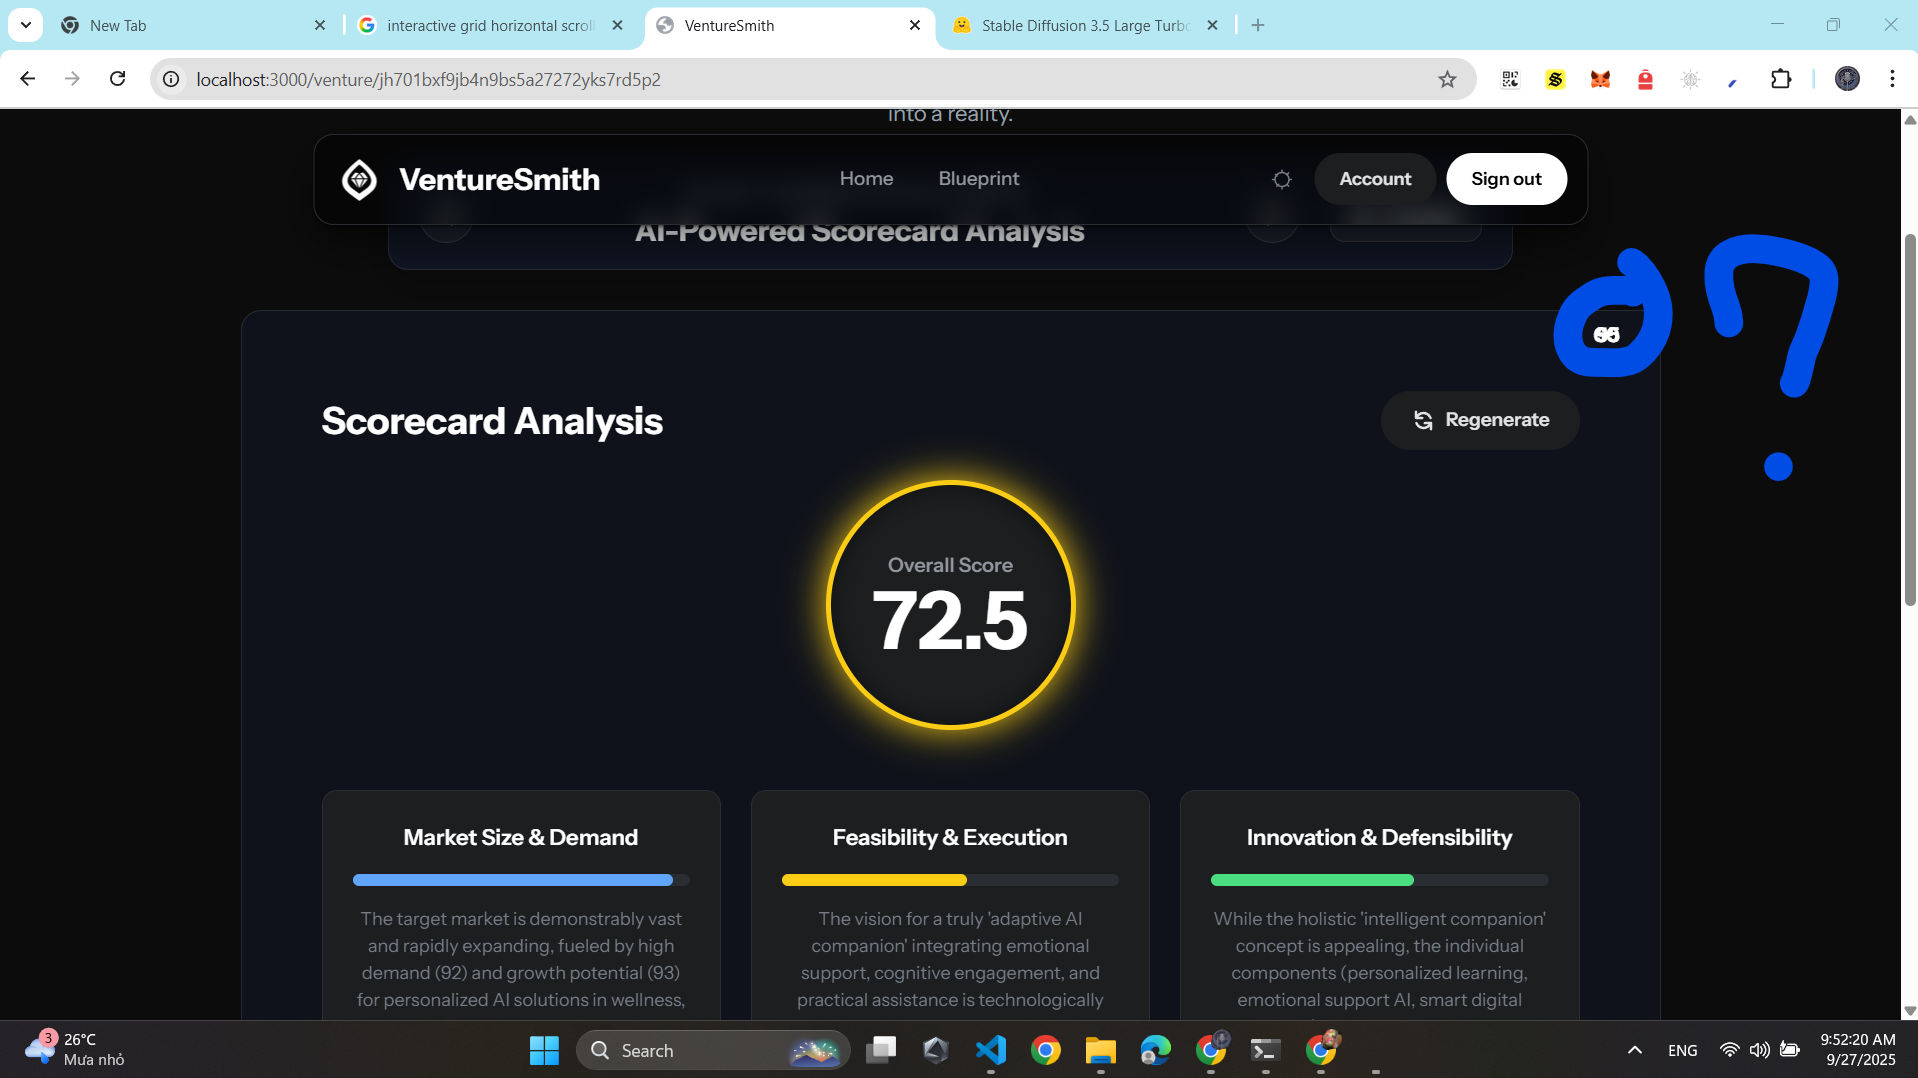 New Tab
interactive grid horizontal scroll
VentureSmith
Stable Diffusion 3.5 Large Turbo
localhost:3000/venture/jh701bxf9jb4n9bs5a27272yks7rd5p2
into a reality.
VentureSmith
Home
Blueprint
Account
Sign out
AI-Powered Scorecard Analysis
?
Scorecard Analysis
Regenerate
Overall Score
72.5
Market Size & Demand
The target market is demonstrably vast
and rapidly expanding, fueled by high
demand (92) and growth potential (93)
for personalized AI solutions in wellness,
Feasibility & Execution
The vision for a truly 'adaptive AI
companion' integrating emotional
support, cognitive engagement, and
practical assistance is technologically
Innovation & Defensibility
While the holistic 'intelligent companion'
concept is appealing, the individual
components (personalized learning,
emotional support AI, smart digital
3
26°C
Mưa nhỏ
Search
ENG
9:52:20 AM
9/27/2025